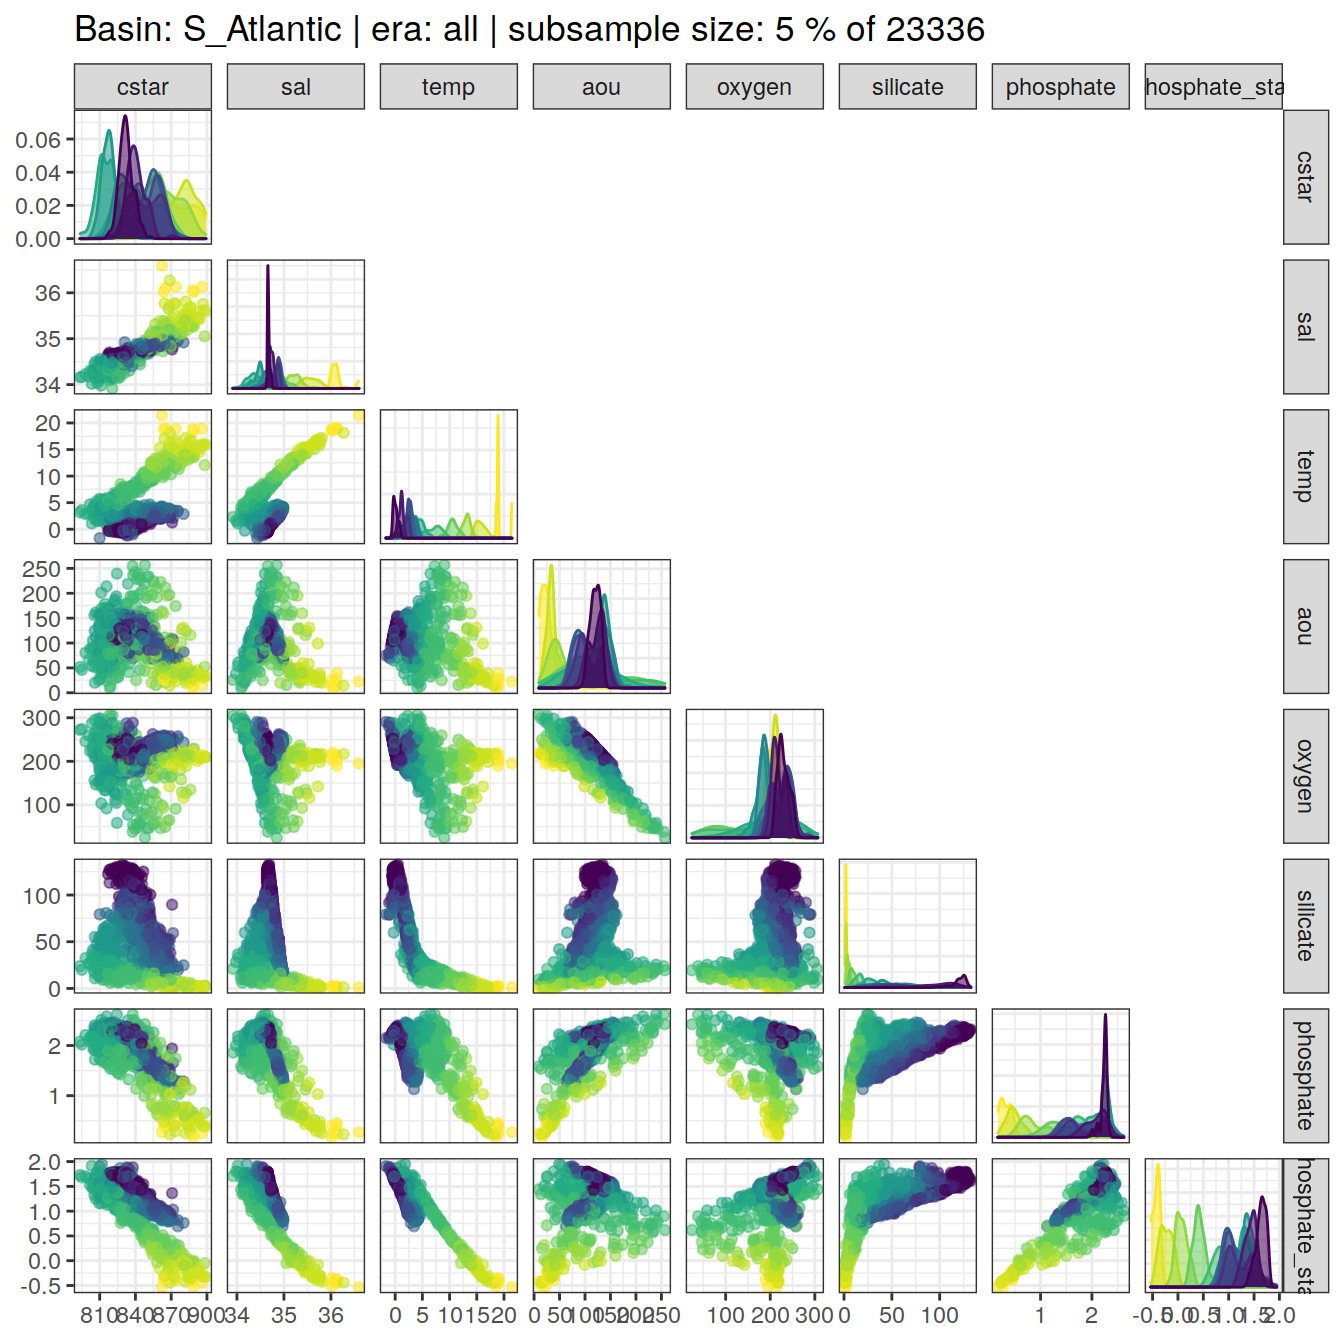 Basin: S_Atlantic | era: all | subsample size: 5 % of 23336
cstar sal temp aou oxygen silicate phosphate hosphate_sta
0.06
0.04
0.02
0.00
cstar
36
35
34
sal
20
15
10
5
0
temp
250
200
150
100
50
0
aou
300
200
100
oxygen
100
50
0
silicate
2
1
phosphate
2.0
1.5
1.0
0.5
0.0
-0.5
hosphate_sta
810 840 870 900 34 35 36 0 5 10 15 20 0 50 100 150 200 250 100 200 300 0 50 100 1 2 -0.5 0.0 0.5 1.0 1.5 2.0